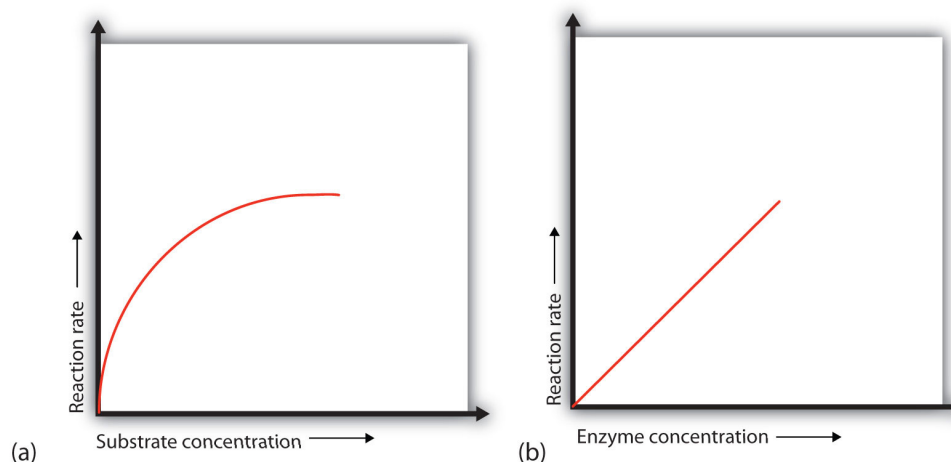 Reaction rate
Substrate concentration
(a)
Reaction rate
Enzyme concentration
(b)